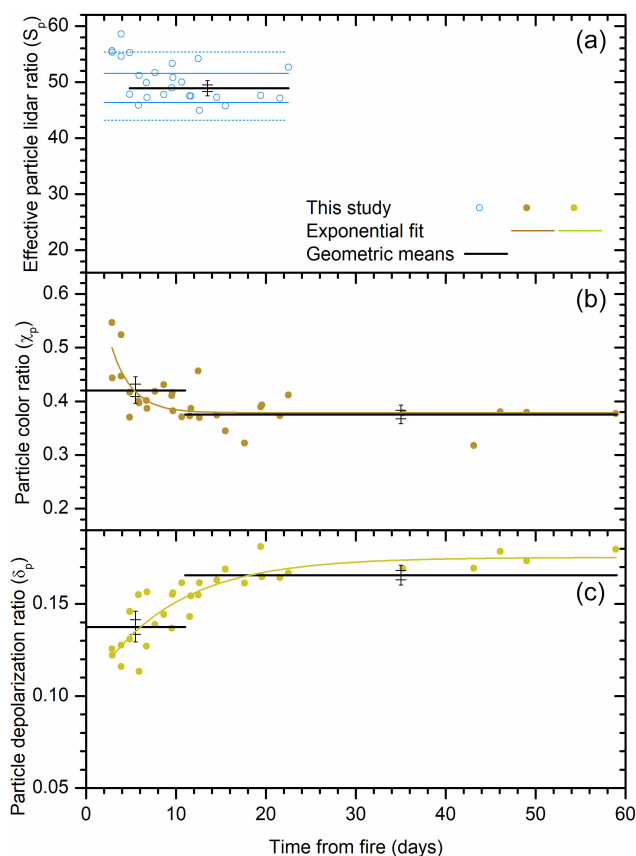 Effective particle lidar ratio (Sp)
60
50
40
30
20
(a)
This study
Exponential fit
Geometric means
Particle color ratio (χp)
0.6
0.5
0.4
0.3
0.2
(b)
Particle depolarization ratio (δp)
0.15
0.10
0.05
(c)
0 10 20 30 40 50 60
Time from fire (days)